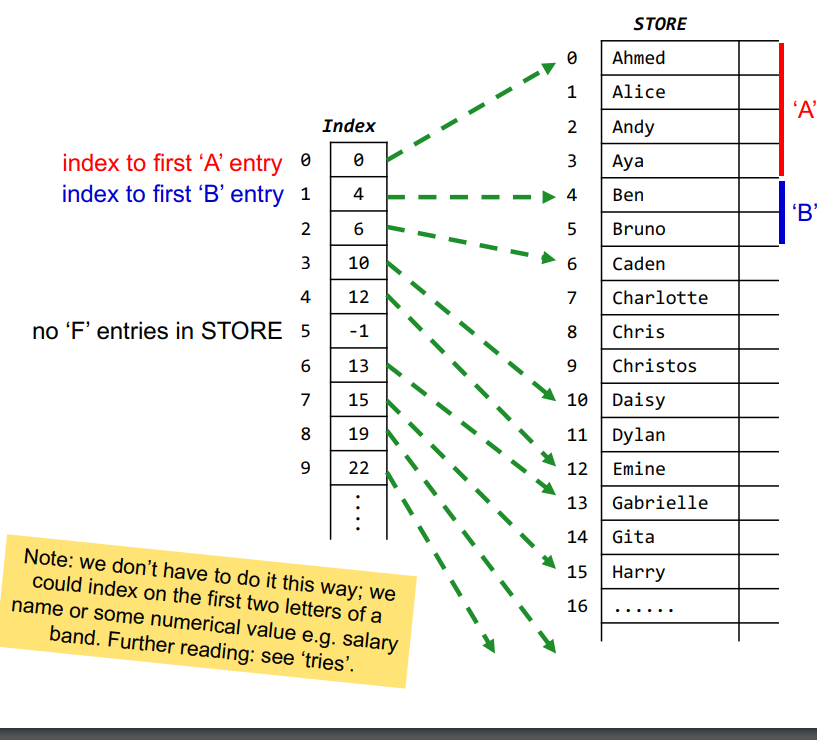 STORE
Index
index to first ‘A’ entry
index to first ‘B’ entry
no ‘F’ entries in STORE
0 0
1 4
2 6
3 10
4 12
5 -1
6 13
7 15
8 19
9 22
0 Ahmed
1 Alice
2 Andy
3 Aya
4 Ben
5 Bruno
6 Caden
7 Charlotte
8 Chris
9 Christos
10 Daisy
11 Dylan
12 Emine
13 Gabrielle
14 Gita
15 Harry
16 ......
‘A’
‘B’
Note: we don’t have to do it this way; we
could index on the first two letters of a
name or some numerical value e.g. salary
band. Further reading: see ‘tries’.